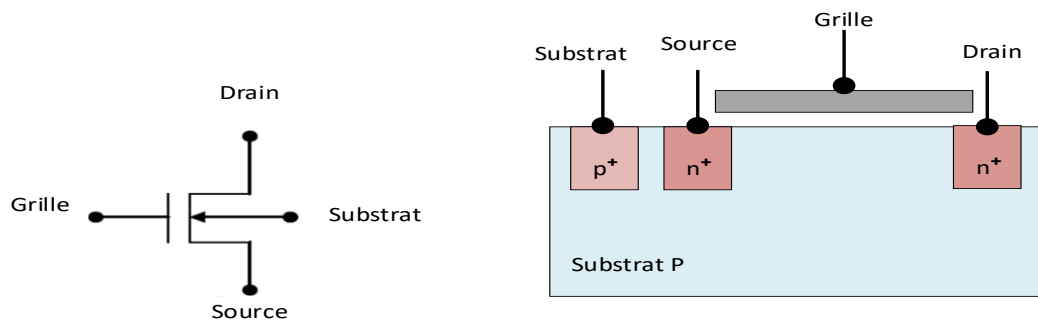 Drain
Grille
Substrat
Source
Grille
Source
Substrat
Drain
p+
n+
n+
Substrat P